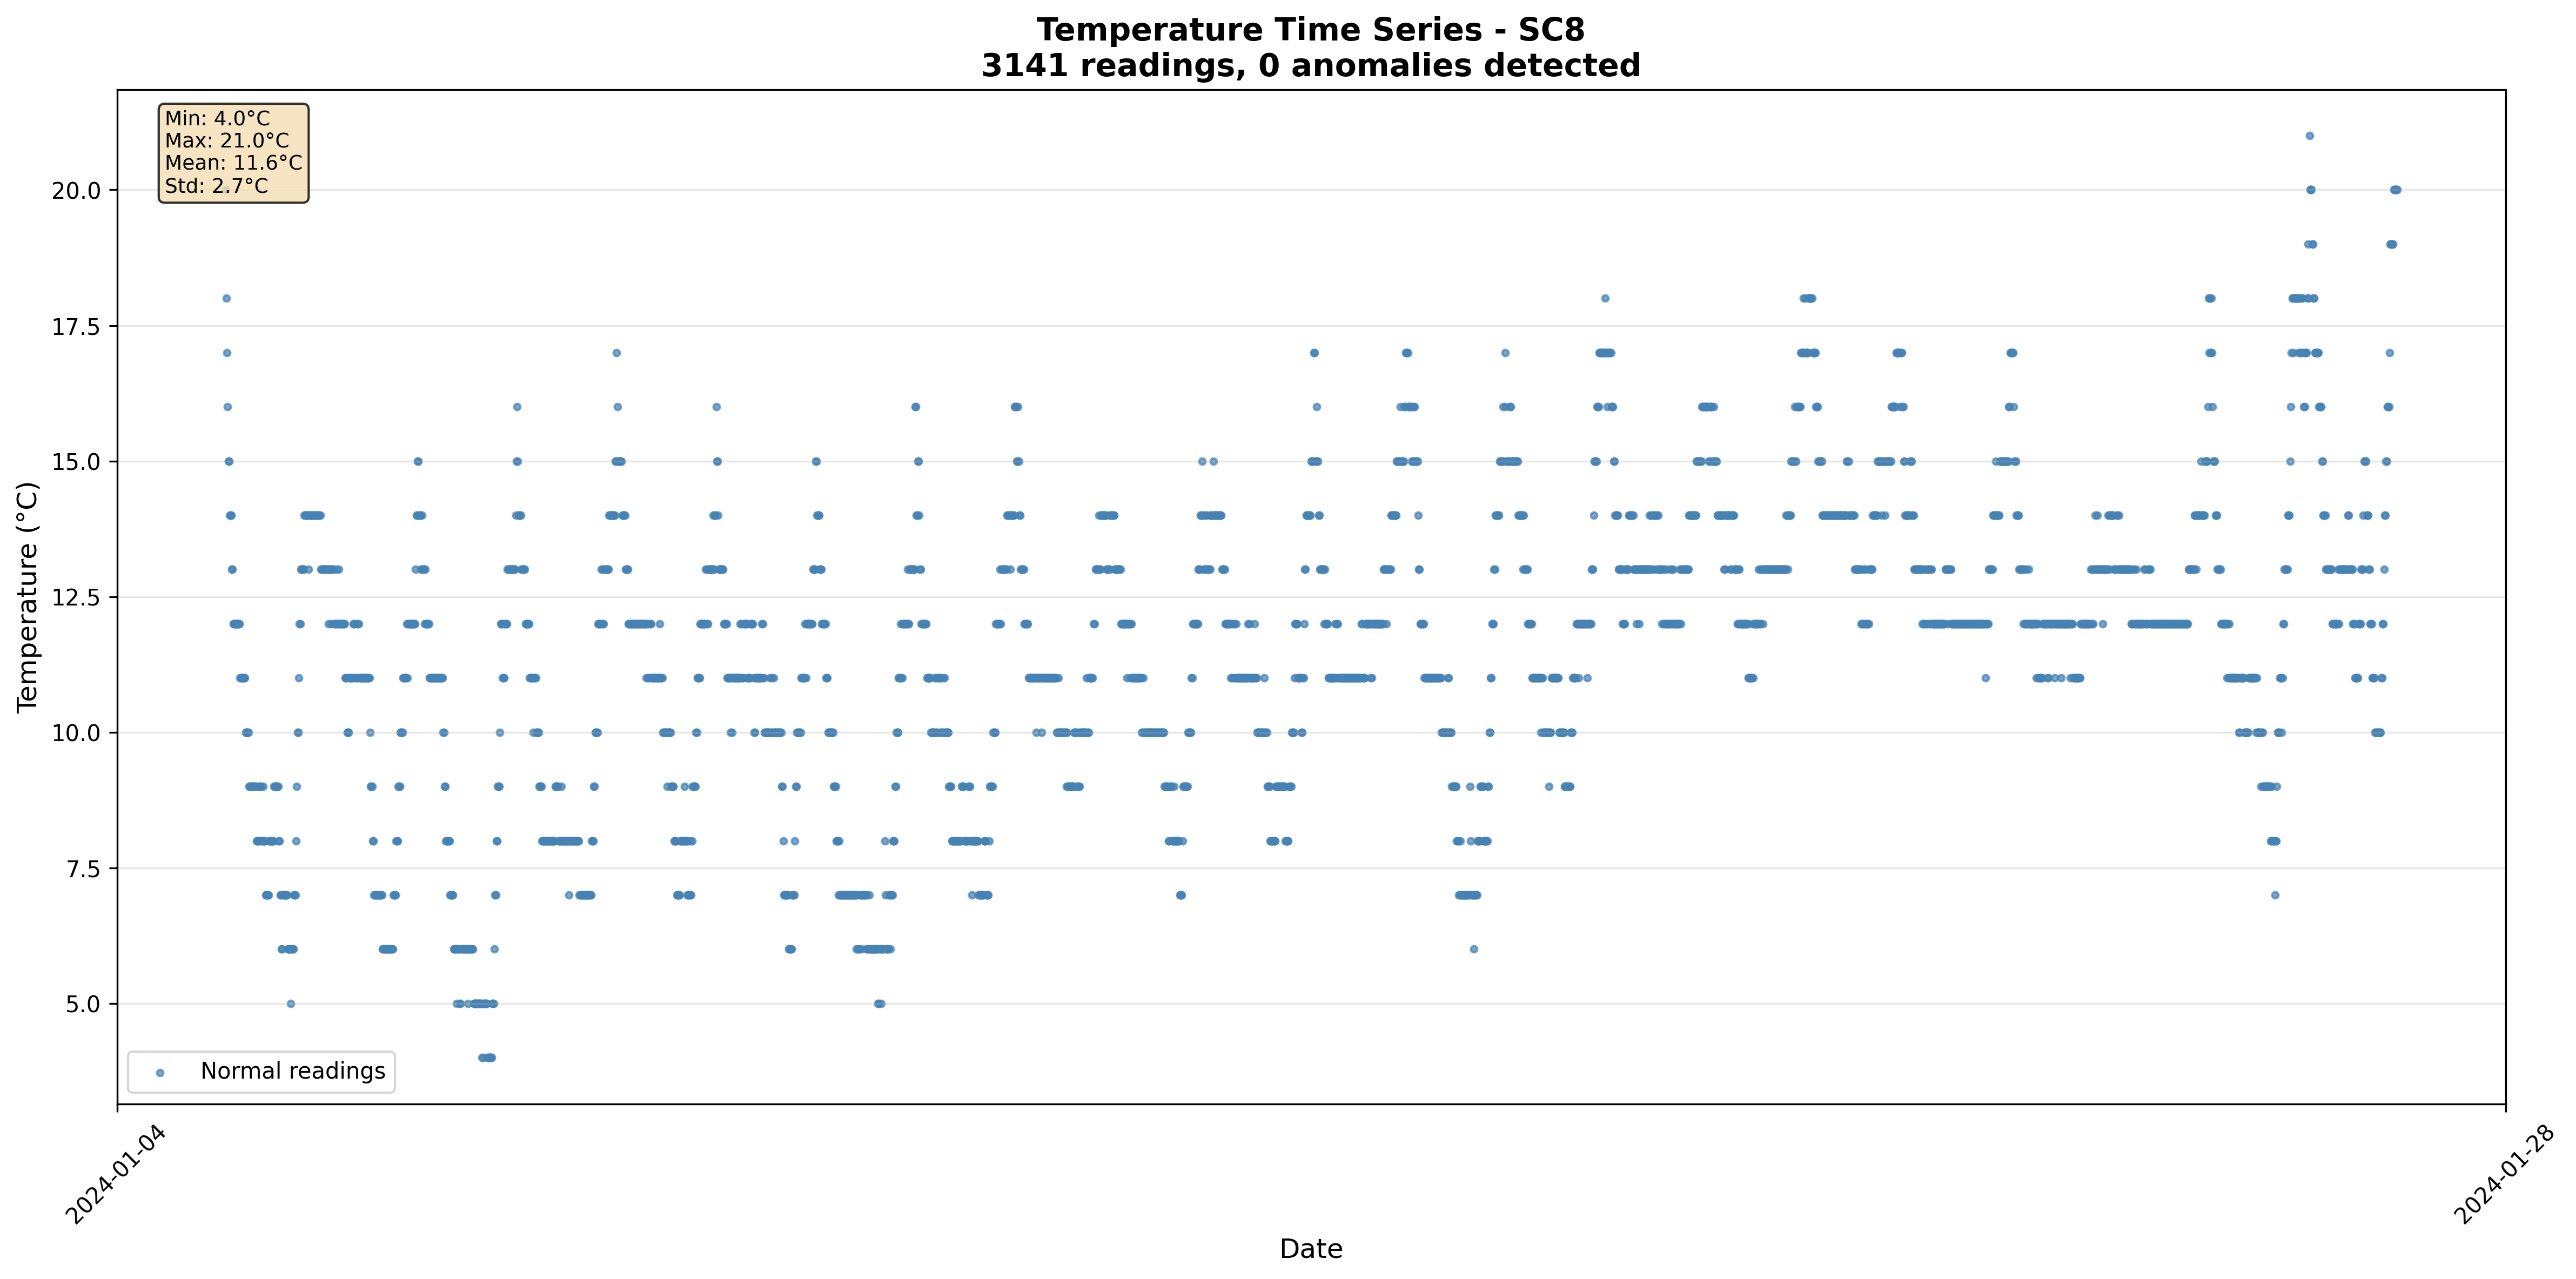 Temperature Time Series - SC8
3141 readings, 0 anomalies detected
Min: 4.0°C
Max: 21.0°C
Mean: 11.6°C
Std: 2.7°C
Temperature (°C)
20.0
17.5
15.0
12.5
10.0
7.5
5.0
Normal readings
2024-01-04
2024-01-28
Date